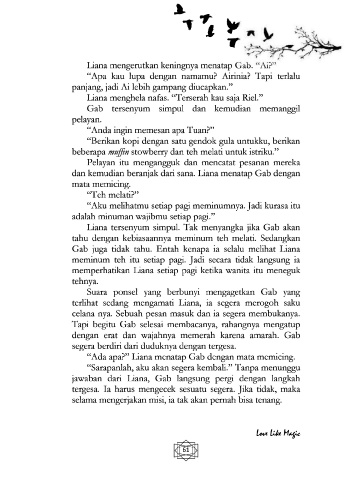 Liana mengerutkan keningnya menatap Gab. “Ai?”
“Apa kau lupa dengan namamu? Airinia? Tapi terlalu
panjang, jadi Ai lebih gampang diucapkan.”
Liana menghela nafas. “Terserah kau saja Riel.”
Gab tersenyum simpul dan kemudian memanggil
pelayan.
“Anda ingin memesan apa Tuan?”
“Berikan kopi dengan satu gendok gula untukku, berikan
beberapa muffin stowberry dan teh melati untuk istriku.”
Pelayan itu mengangguk dan mencatat pesanan mereka
dan kemudian beranjak dari sana. Liana menatap Gab dengan
mata memicing.
“Teh melati?”
“Aku melihatmu setiap pagi meminumnya. Jadi kurasa itu
adalah minuman wajibmu setiap pagi.”
Liana tersenyum simpul. Tak menyangka jika Gab akan
tahu dengan kebiasaannya meminum teh melati. Sedangkan
Gab juga tidak tahu. Entah kenapa ia selalu melihat Liana
meminum teh itu setiap pagi. Jadi secara tidak langsung ia
memperhatikan Liana setiap pagi ketika wanita itu meneguk
tehnya.
Suara ponsel yang berbunyi mengagetkan Gab yang
terlihat sedang mengamati Liana, ia segera merogoh saku
celana nya. Sebuah pesan masuk dan ia segera membukanya.
Tapi begitu Gab selesai membacanya, rahangnya mengatup
dengan erat dan wajahnya memerah karena amarah. Gab
segera berdiri dari duduknya dengan tergesa.
“Ada apa?” Liana menatap Gab dengan mata memicing.
“Sarapanlah, aku akan segera kembali.” Tanpa menunggu
jawaban dari Liana, Gab langsung pergi dengan langkah
tergesa. Ia harus mengecek sesuatu segera. Jika tidak, maka
selama mengerjakan misi, ia tak akan pernah bisa tenang.
Love Like Magic
61